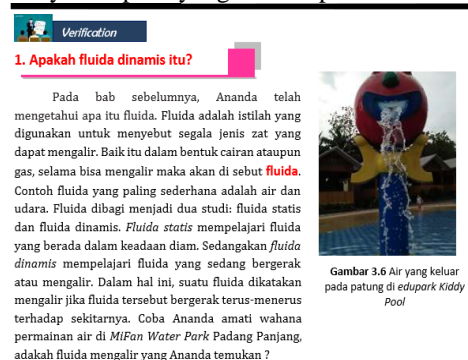 Verification
1. Apakah fluida dinamis itu?
Pada bab sebelumnya, Ananda telah
mengetahui apa itu fluida. Fluida adalah istilah yang
digunakan untuk menyebut segala jenis zat yang
dapat mengalir. Baik itu dalam bentuk cairan ataupun
gas, selama bisa mengalir maka akan di sebut fluida.
Contoh fluida yang paling sederhana adalah air dan
udara. Fluida dibagi menjadi dua studi: fluida statis
dan fluida dinamis. Fluida statis mempelajari fluida
yang berada dalam keadaan diam. Sedangakan fluida
dinamis mempelajari fluida yang sedang bergerak
atau mengalir. Dalam hal ini, suatu fluida dikatakan
mengalir jika fluida tersebut bergerak terus-menerus
terhadap sekitarnya. Coba Ananda amati wahana
permainan air di MiFan Water Park Padang Panjang,
adakah fluida mengalir yang Ananda temukan ?
Gambar 3.6 Air yang keluar
pada patung di edupark Kiddy
Pool